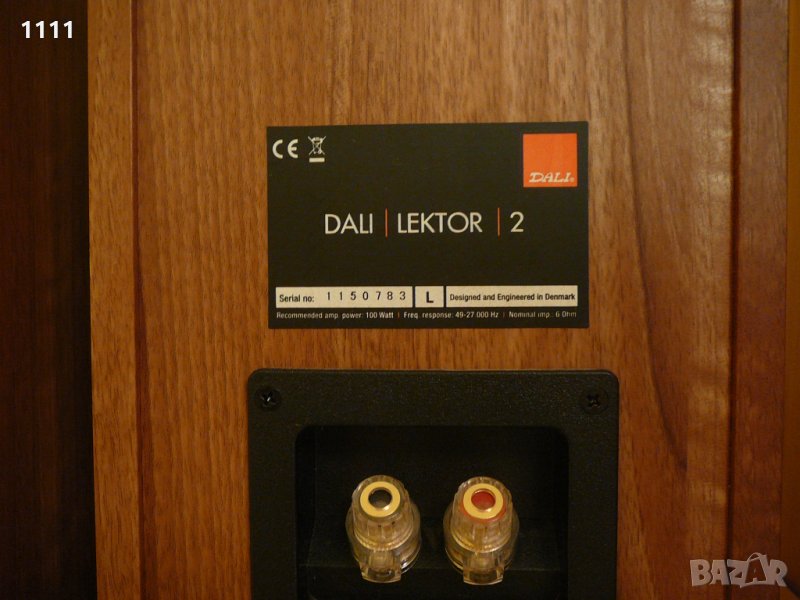 1111
CE
DALI
DALI | LEKTOR | 2
Serial no: 1150783 L Designed and Engineered in Denmark
Recommended amp. power: 100 Watt | Freq. response: 49-27.000 Hz | Nominal imp.: 6 Ohm
BAZAR